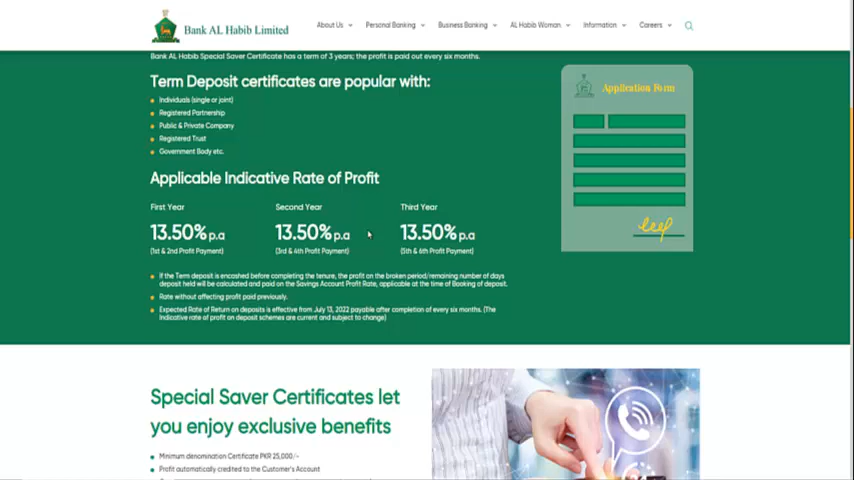 Bank AL Habib Limited
About Us
Personal Banking
Business Banking
AL Habib Woman
Information
Careers
Bank AL Habib Special Saver Certificate has a term of 3 years; the profit is paid out every six months.
Term Deposit certificates are popular with:
Individuals (single or joint)
Registered Partnership
Public & Private Company
Registered Trust
Government Body etc.
Application Form
Applicable Indicative Rate of Profit
First Year
Second Year
Third Year
13.50% p.a
13.50% p.a
13.50% p.a
(1st & 2nd Profit Payment)
(3rd & 4th Profit Payment)
(5th & 6th Profit Payment)
If the Term deposit is encashed before completing the tenure, the profit on the broken period/remaining number of days
deposit held will be calculated and paid on the Savings Account Profit Rate, applicable at the time of Booking of deposit.
Rate without affecting profit paid previously.
Expected Rate of Return on deposits is effective from July 13, 2022 payable after completion of every six months. (The
Indicative rate of profit on deposit schemes are current and subject to change)
Special Saver Certificates let
you enjoy exclusive benefits
Minimum denomination Certificate PKR 25,000/-
Profit automatically credited to the Customer's Account